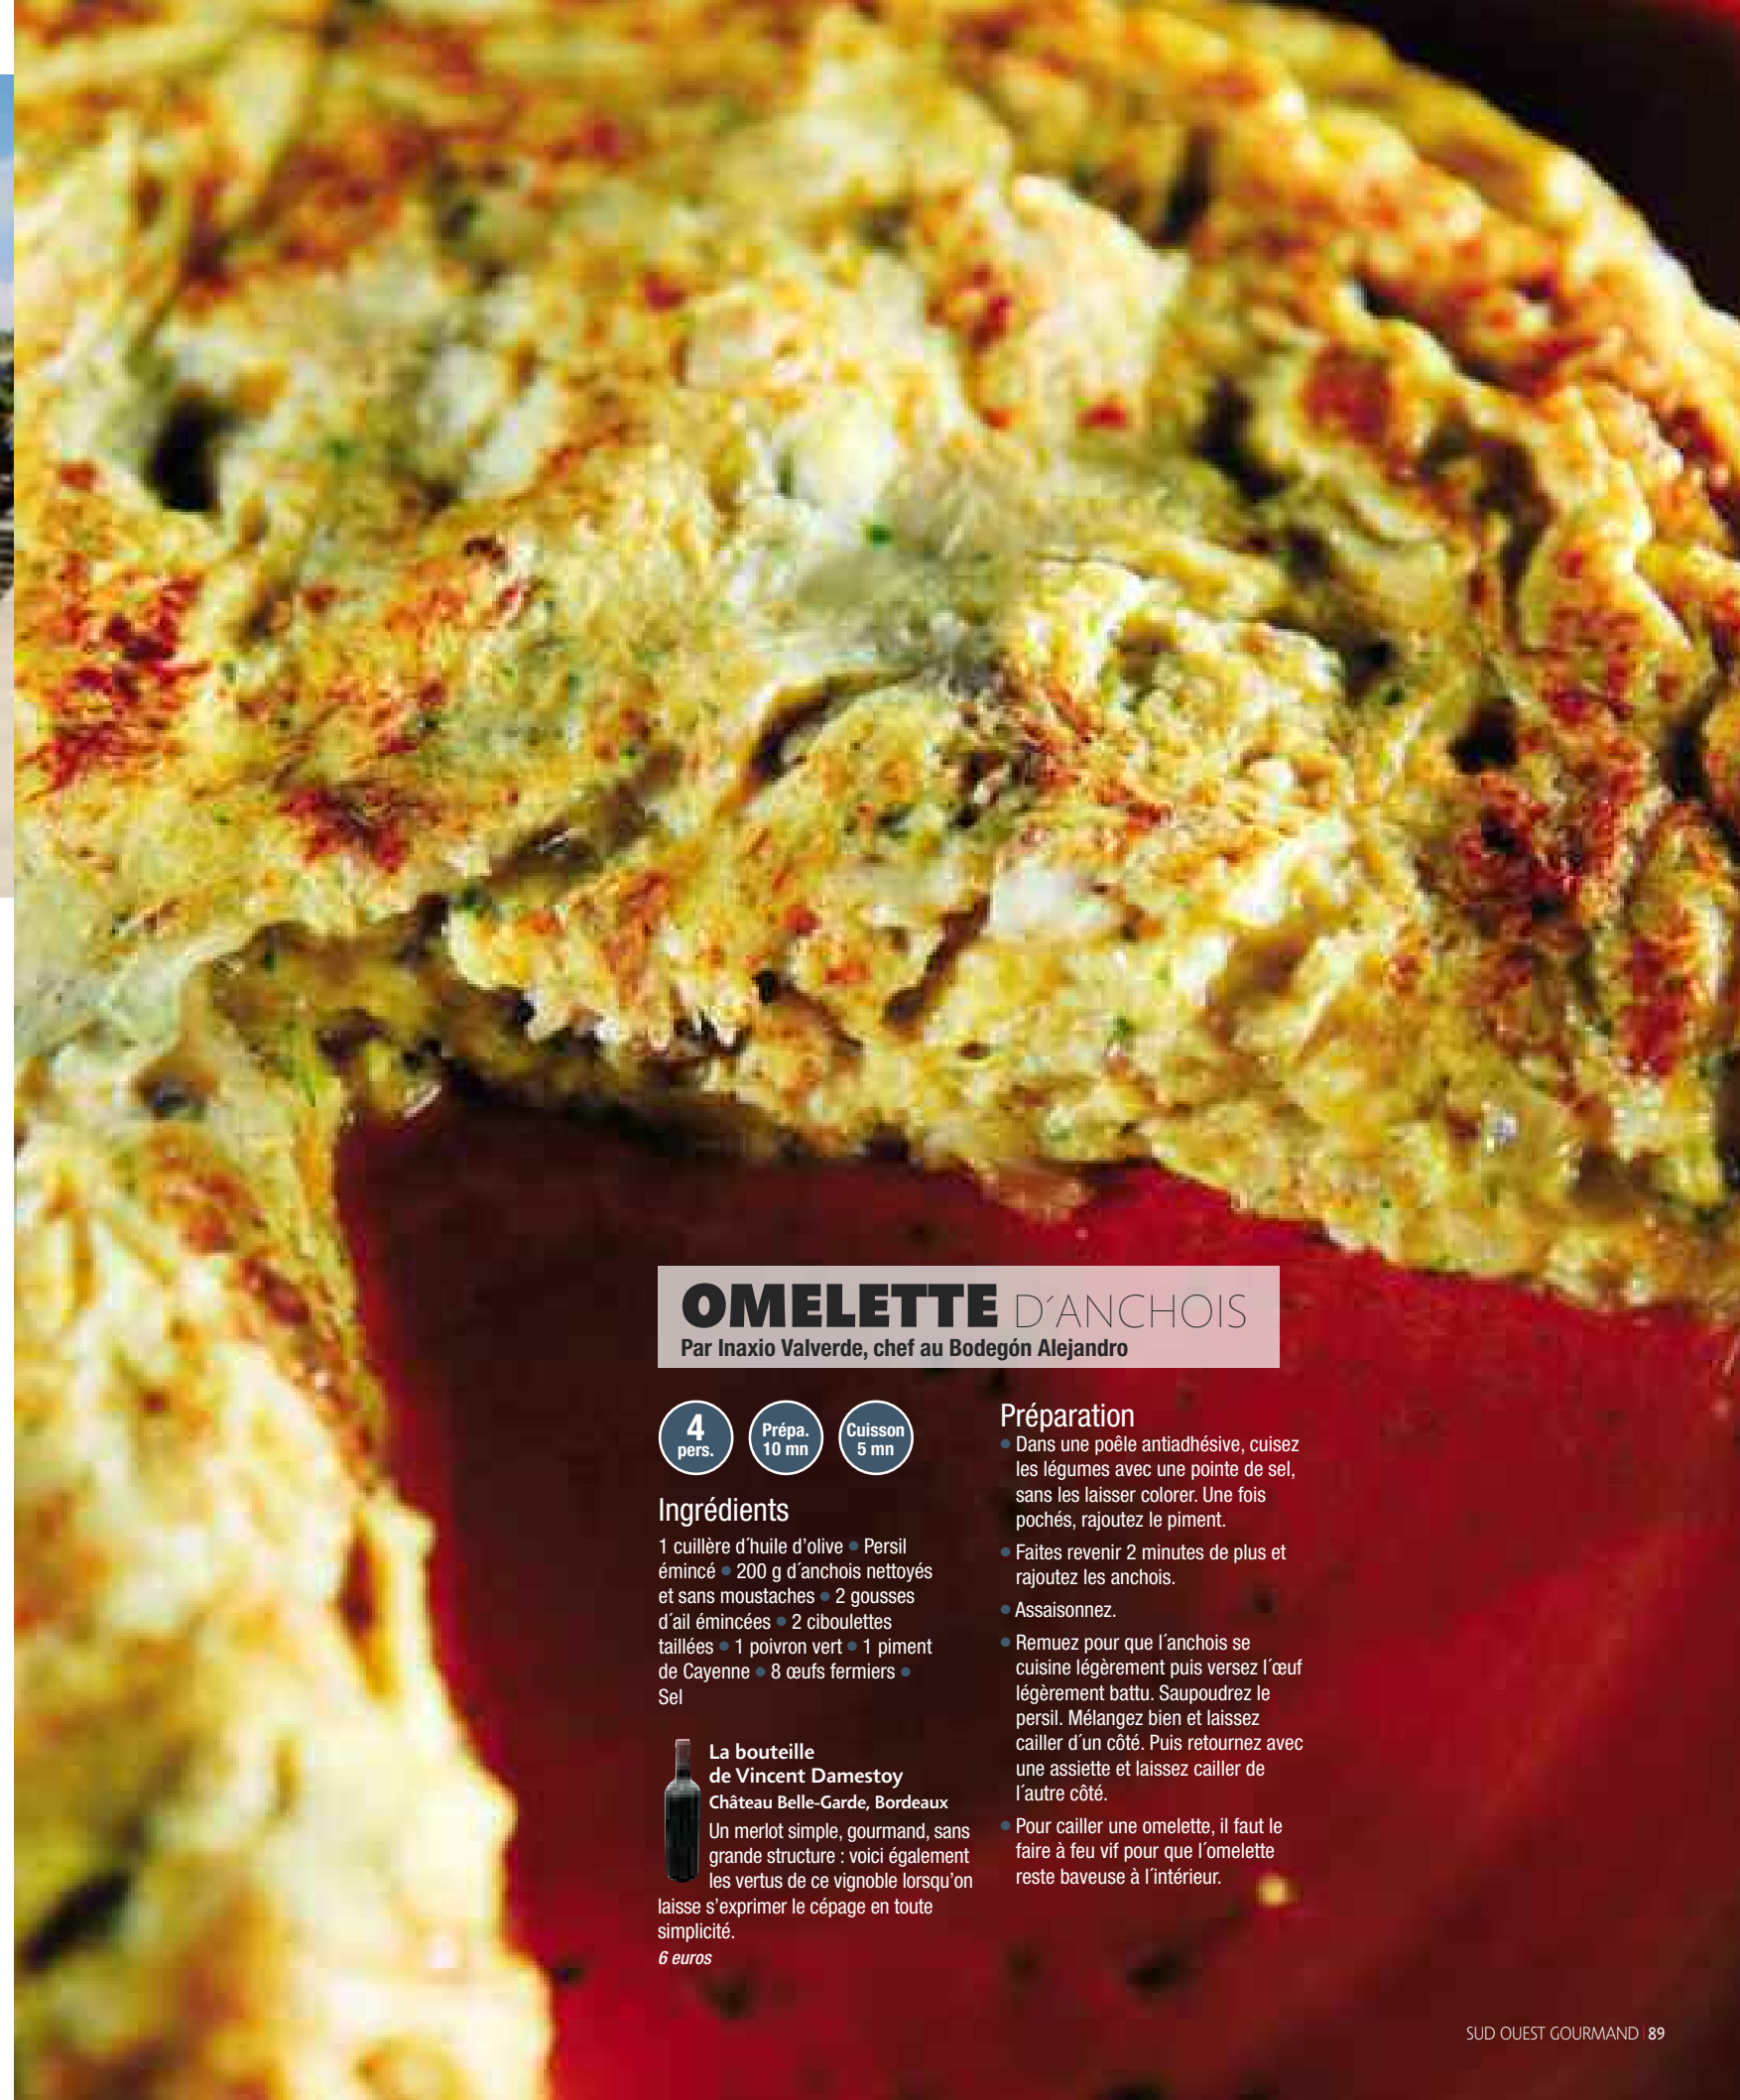 OMELETTE D´ANCHOIS
Par Inaxio Valverde, chef au Bodegón Alejandro
4
pers.
Prépa.
10 mn
Cuisson
5 mn
Ingrédients
1 cuillère d´huile d'olive • Persil
émincé • 200 g d´anchois nettoyés
et sans moustaches • 2 gousses
d´ail émincées • 2 ciboulettes
taillées • 1 poivron vert • 1 piment
de Cayenne • 8 œufs fermiers •
Sel
La bouteille
de Vincent Damestoy
Château Belle-Garde, Bordeaux
Un merlot simple, gourmand, sans
grande structure : voici également
les vertus de ce vignoble lorsqu'on
laisse s'exprimer le cépage en toute
simplicité.
6 euros
Préparation
• Dans une poêle antiadhésive, cuisez
les légumes avec une pointe de sel,
sans les laisser colorer. Une fois
pochés, rajoutez le piment.
• Faites revenir 2 minutes de plus et
rajoutez les anchois.
• Assaisonnez.
• Remuez pour que l´anchois se
cuisine légèrement puis versez l´œuf
légèrement battu. Saupoudrez le
persil. Mélangez bien et laissez
cailler d´un côté. Puis retournez avec
une assiette et laissez cailler de
l´autre côté.
• Pour cailler une omelette, il faut le
faire à feu vif pour que l´omelette
reste baveuse à l´intérieur.
SUD OUEST GOURMAND | 89